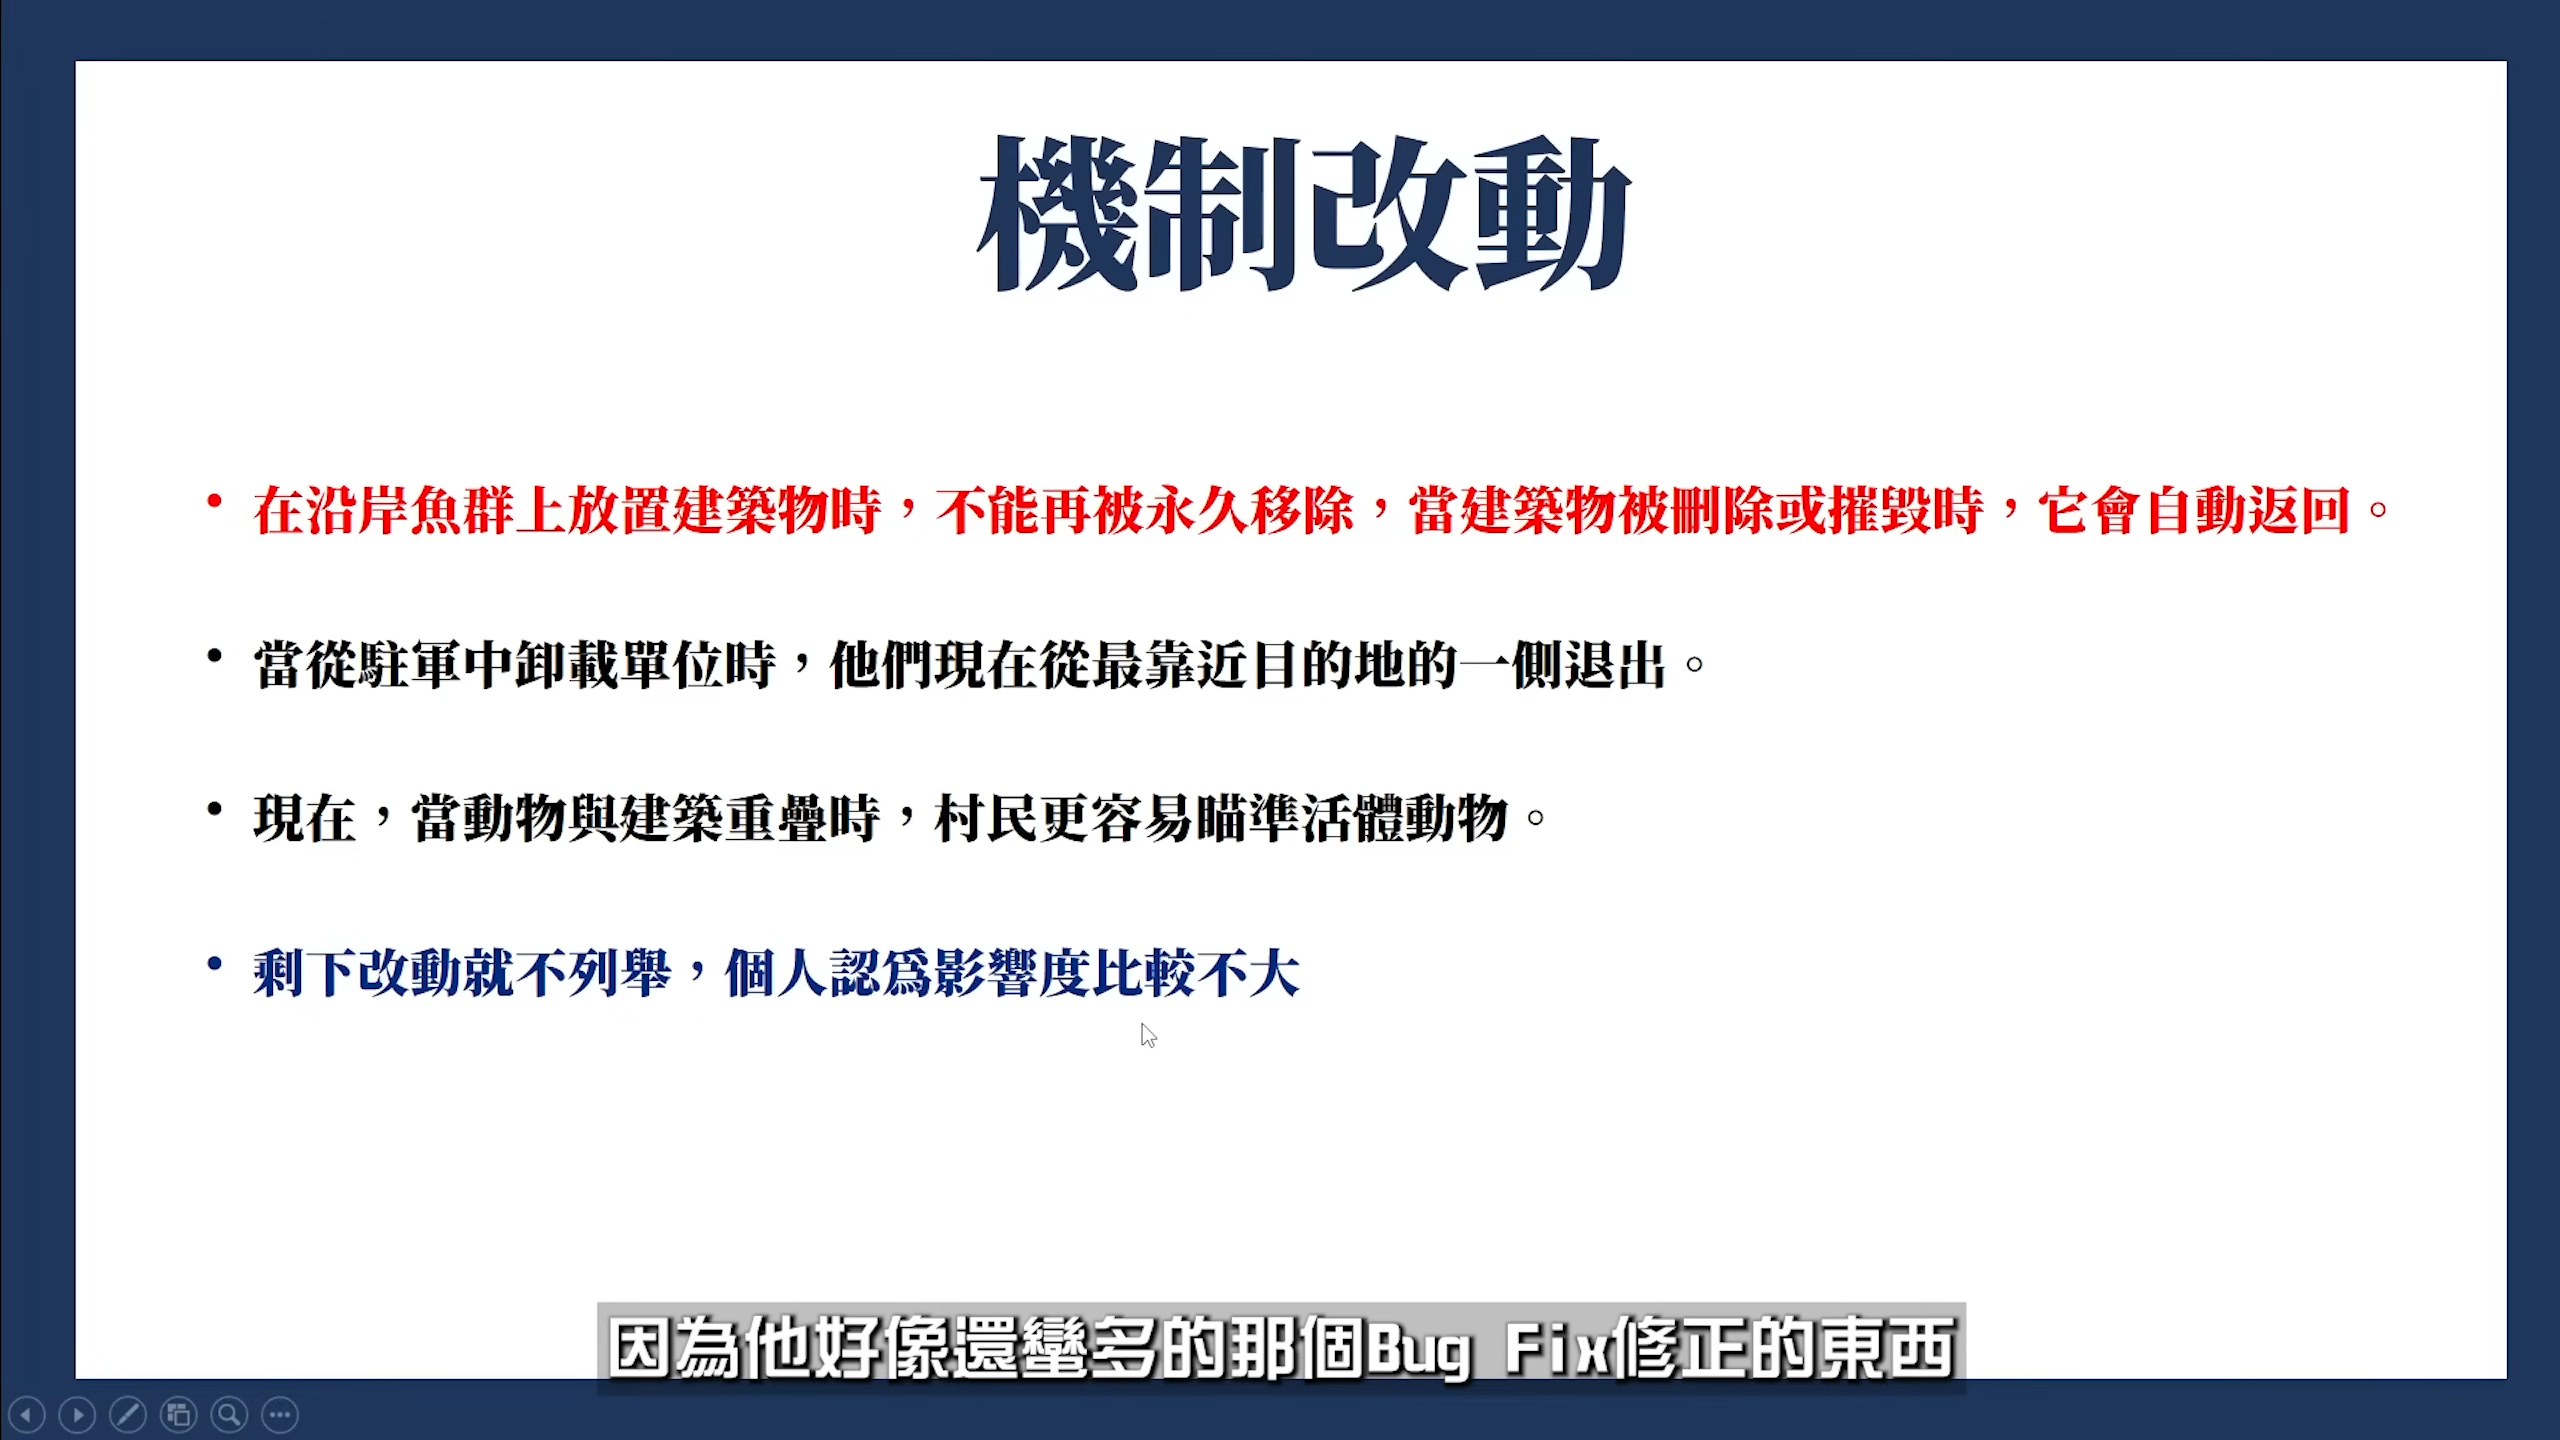 機制改動
• 在沿岸魚群上放置建築物時，不能再被永久移除，當建築物被刪除或摧毀時，它會自動返回。
• 當從駐軍中卸載單位時，他們現在從最靠近目的地的一側退出。
• 現在，當動物與建築重疊時，村民更容易瞄準活體動物。
• 剩下改動就不列舉，個人認爲影響度比較不大
因為他好像還蠻多的那個Bug Fix修正的東西